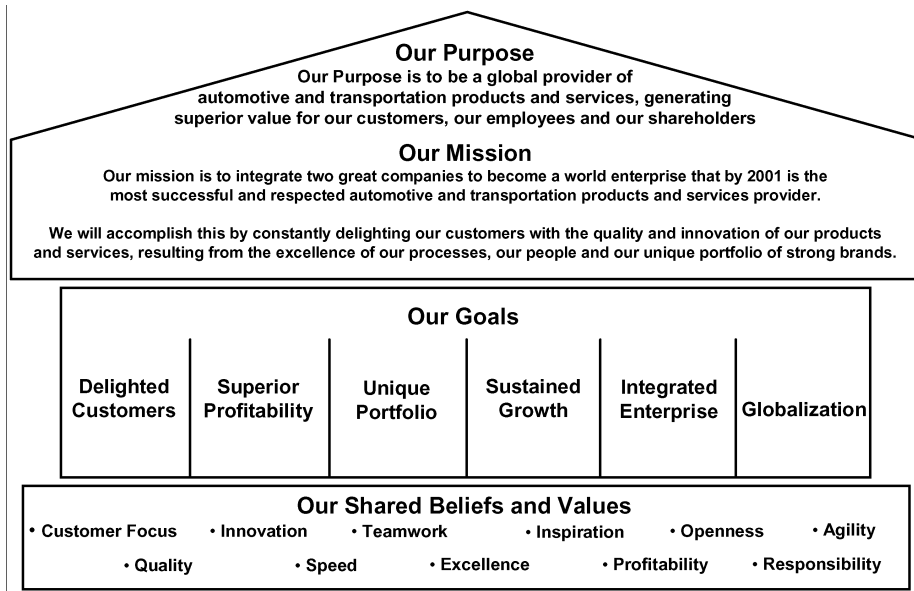 Our Purpose
Our Purpose is to be a global provider of
automotive and transportation products and services, generating
superior value for our customers, our employees and our shareholders
Our Mission
Our mission is to integrate two great companies to become a world enterprise that by 2001 is the
most successful and respected automotive and transportation products and services provider.
We will accomplish this by constantly delighting our customers with the quality and innovation of our products
and services, resulting from the excellence of our processes, our people and our unique portfolio of strong brands.
Our Goals
Delighted
Customers
Superior
Profitability
Unique
Portfolio
Sustained
Growth
Integrated
Enterprise
Globalization
Our Shared Beliefs and Values
• Customer Focus • Innovation • Teamwork • Inspiration • Openness • Agility
• Quality • Speed • Excellence • Profitability • Responsibility